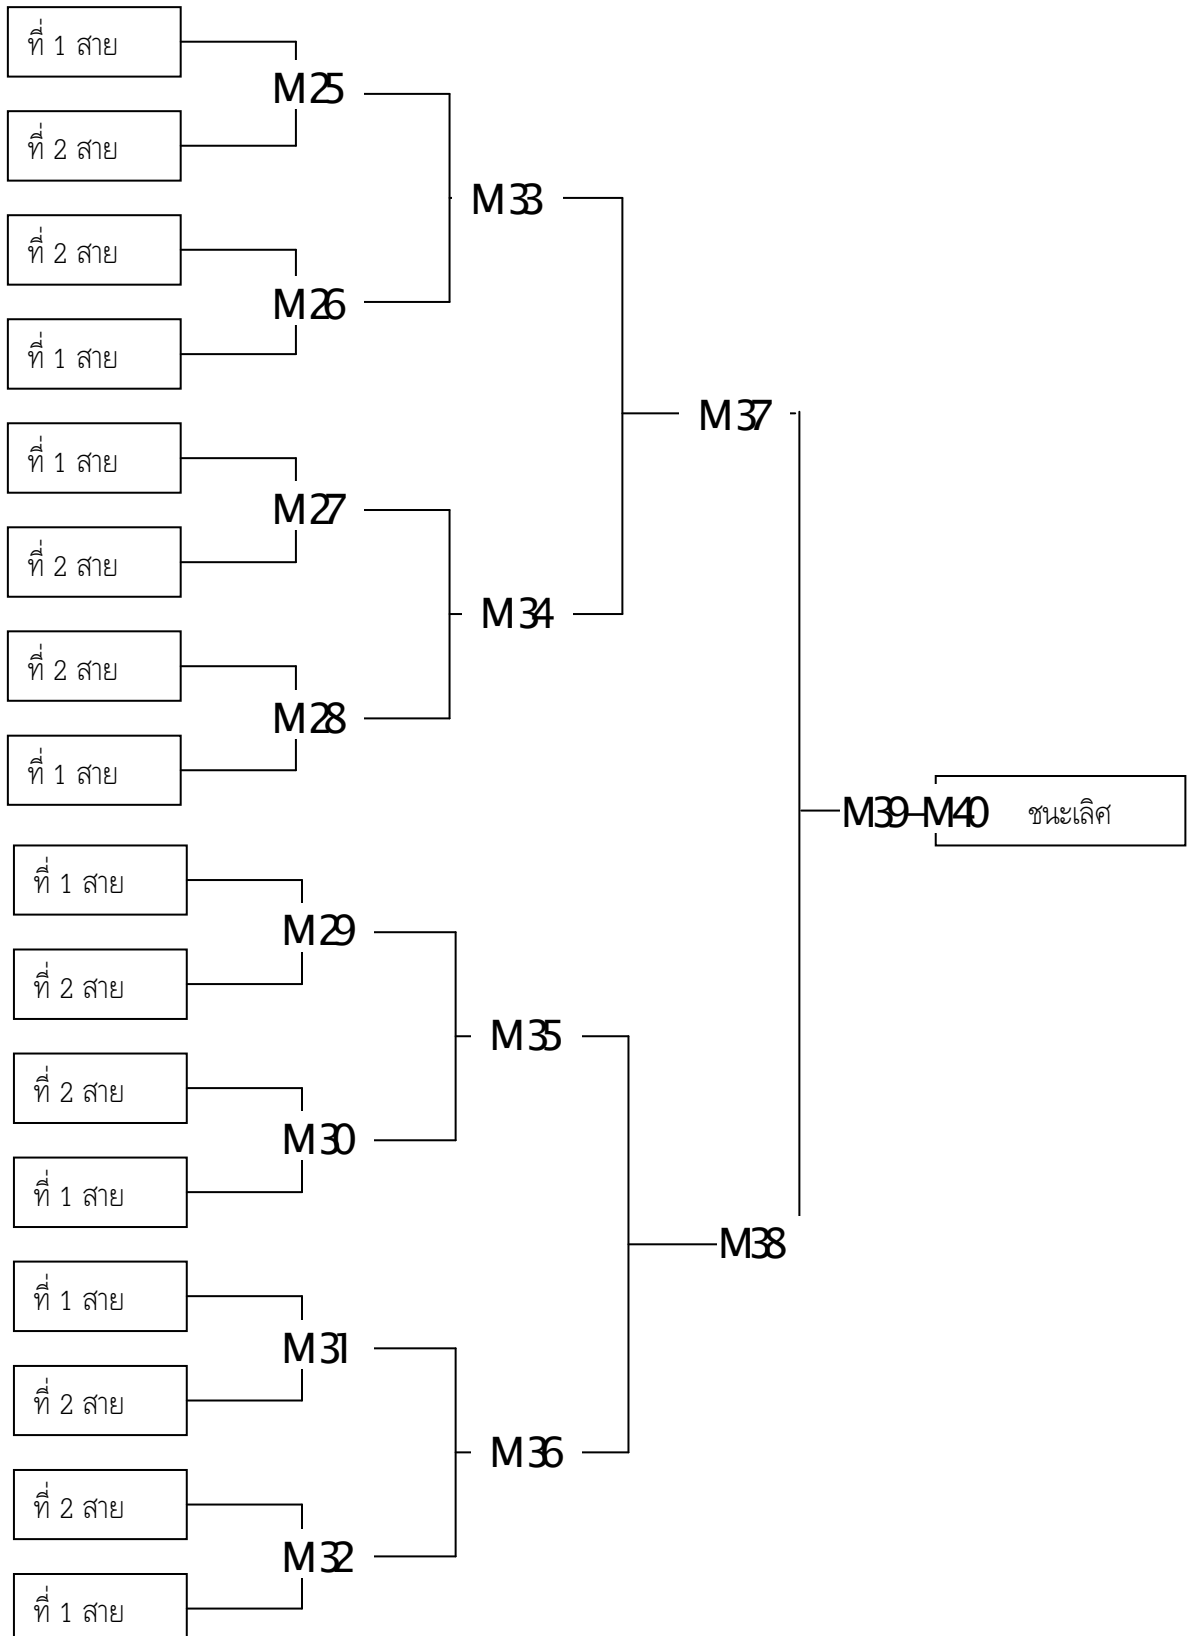 ที่ 1 สาย
M25
ที่ 2 สาย
M33
ที่ 2 สาย
M26
ที่ 1 สาย
M37
ที่ 1 สาย
M27
ที่ 2 สาย
M34
ที่ 2 สาย
M28
ที่ 1 สาย
M39–M40 ชนะเลิศ
ที่ 1 สาย
M29
ที่ 2 สาย
M35
ที่ 2 สาย
M30
ที่ 1 สาย
M38
ที่ 1 สาย
M31
ที่ 2 สาย
M36
ที่ 2 สาย
M32
ที่ 1 สาย